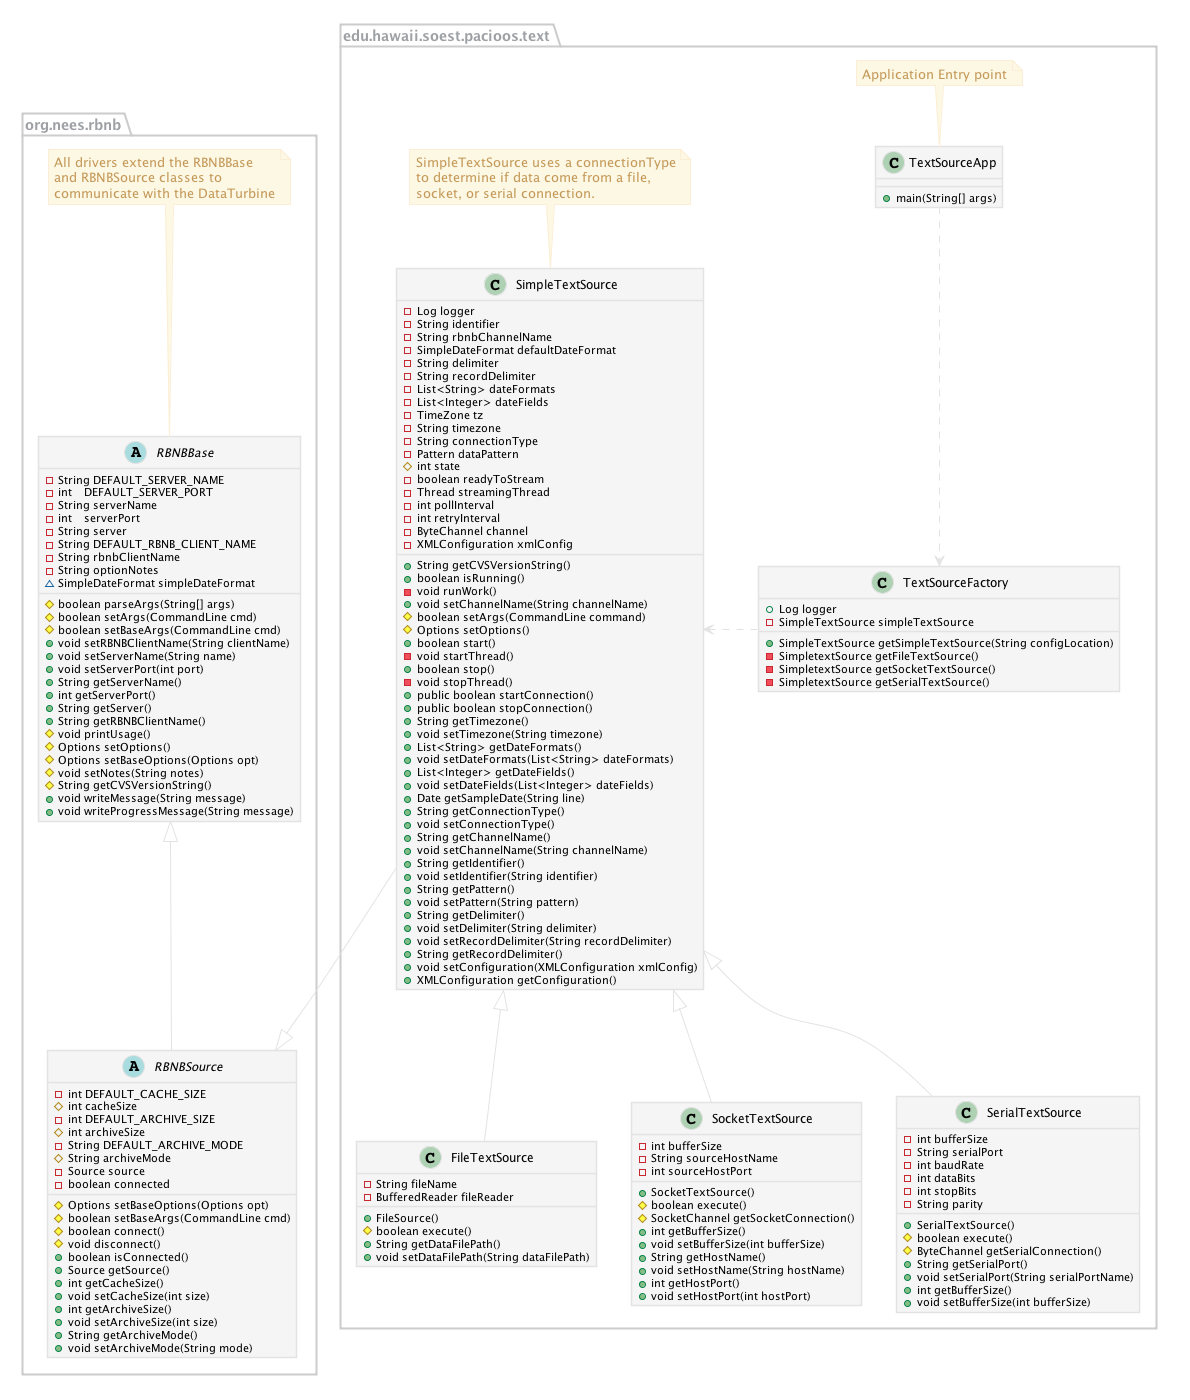 edu.hawaii.soest.pacioos.text
Application Entry point
TextSourceApp
main(String[] args)
org.nees.rbnb
All drivers extend the RBNBBase
and RBNBSource classes to
communicate with the DataTurbine
SimpleTextSource uses a connectionType
to determine if data come from a file,
socket, or serial connection.
SimpleTextSource
Log logger
String identifier
String rbnbChannelName
SimpleDateFormat defaultDateFormat
String delimiter
String recordDelimiter
List<String> dateFormats
List<Integer> dateFields
TimeZone tz
String timezone
String connectionType
Pattern dataPattern
int state
boolean readyToStream
Thread streamingThread
int pollInterval
int retryInterval
ByteChannel channel
XMLConfiguration xmlConfig
String getCVSVersionString()
boolean isRunning()
void runWork()
void setChannelName(String channelName)
boolean setArgs(CommandLine command)
Options setOptions()
boolean start()
void startThread()
boolean stop()
void stopThread()
public boolean startConnection()
public boolean stopConnection()
String getTimezone()
void setTimezone(String timezone)
List<String> getDateFormats()
void setDateFormats(List<String> dateFormats)
List<Integer> getDateFields()
void setDateFields(List<Integer> dateFields)
Date getSampleDate(String line)
String getConnectionType()
void setConnectionType()
String getChannelName()
void setChannelName(String channelName)
String getIdentifier()
void setIdentifier(String identifier)
String getPattern()
void setPattern(String pattern)
String getDelimiter()
void setDelimiter(String delimiter)
void setRecordDelimiter(String recordDelimiter)
String getRecordDelimiter()
void setConfiguration(XMLConfiguration xmlConfig)
XMLConfiguration getConfiguration()
RBNBBase
String DEFAULT_SERVER_NAME
int DEFAULT_SERVER_PORT
String serverName
int serverPort
String server
String DEFAULT_RBNB_CLIENT_NAME
String rbnbClientName
String optionNotes
SimpleDateFormat simpleDateFormat
boolean parseArgs(String[] args)
boolean setArgs(CommandLine cmd)
boolean setBaseArgs(CommandLine cmd)
void setRBNBClientName(String clientName)
void setServerName(String name)
void setServerPort(int port)
String getServerName()
int getServerPort()
String getServer()
String getRBNBClientName()
void printUsage()
Options setOptions()
Options setBaseOptions(Options opt)
void setNotes(String notes)
String getCVSVersionString()
void writeMessage(String message)
void writeProgressMessage(String message)
TextSourceFactory
Log logger
SimpleTextSource simpleTextSource
SimpleTextSource getSimpleTextSource(String configLocation)
SimpletextSource getFileTextSource()
SimpletextSource getSocketTextSource()
SimpletextSource getSerialTextSource()
RBNBSource
int DEFAULT_CACHE_SIZE
int cacheSize
int DEFAULT_ARCHIVE_SIZE
int archiveSize
String DEFAULT_ARCHIVE_MODE
String archiveMode
Source source
boolean connected
Options setBaseOptions(Options opt)
boolean setBaseArgs(CommandLine cmd)
boolean connect()
void disconnect()
boolean isConnected()
Source getSource()
int getCacheSize()
void setCacheSize(int size)
int getArchiveSize()
void setArchiveSize(int size)
String getArchiveMode()
void setArchiveMode(String mode)
FileTextSource
String fileName
BufferedReader fileReader
FileSource()
boolean execute()
String getDataFilePath()
void setDataFilePath(String dataFilePath)
SocketTextSource
int bufferSize
String sourceHostName
int sourceHostPort
SocketTextSource()
boolean execute()
SocketChannel getSocketConnection()
int getBufferSize()
void setBufferSize(int bufferSize)
String getHostName()
void setHostName(String hostName)
int getHostPort()
void setHostPort(int hostPort)
SerialTextSource
int bufferSize
String serialPort
int baudRate
int dataBits
int stopBits
String parity
SerialTextSource()
boolean execute()
ByteChannel getSerialConnection()
String getSerialPort()
void setSerialPort(String serialPortName)
int getBufferSize()
void setBufferSize(int bufferSize)